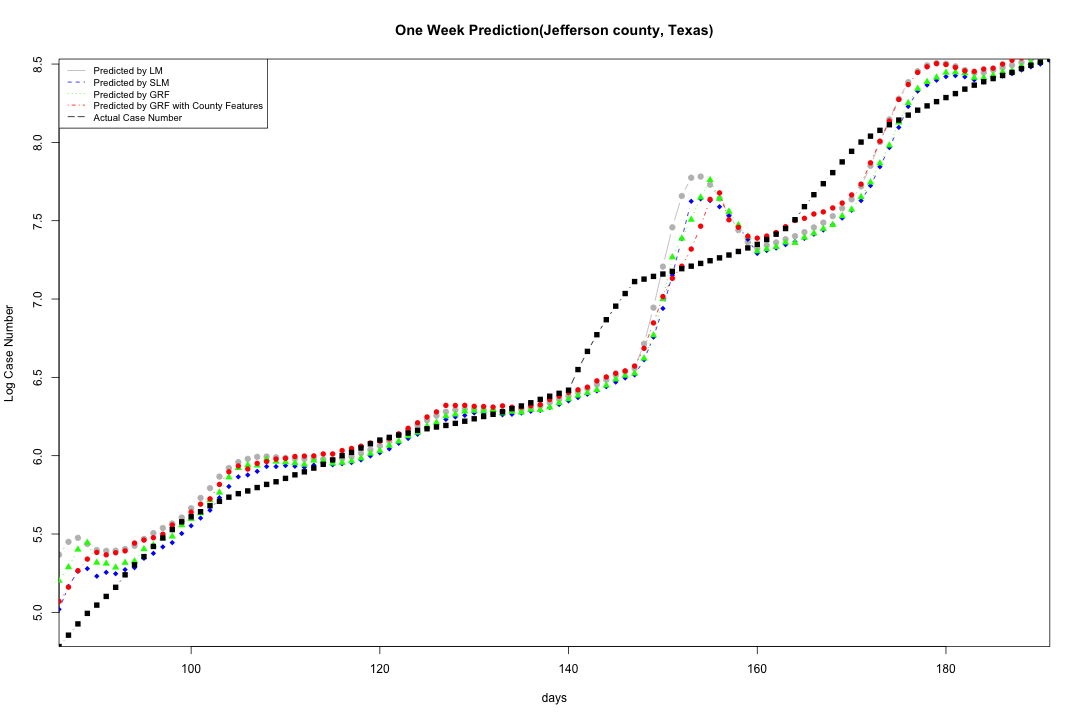 One Week Prediction(Jefferson county, Texas)
Predicted by LM
Predicted by SLM
Predicted by GRF
Predicted by GRF with County Features
Actual Case Number
8.5
8.0
7.5
7.0
6.5
6.0
5.5
5.0
Log Case Number
100 120 140 160 180
days